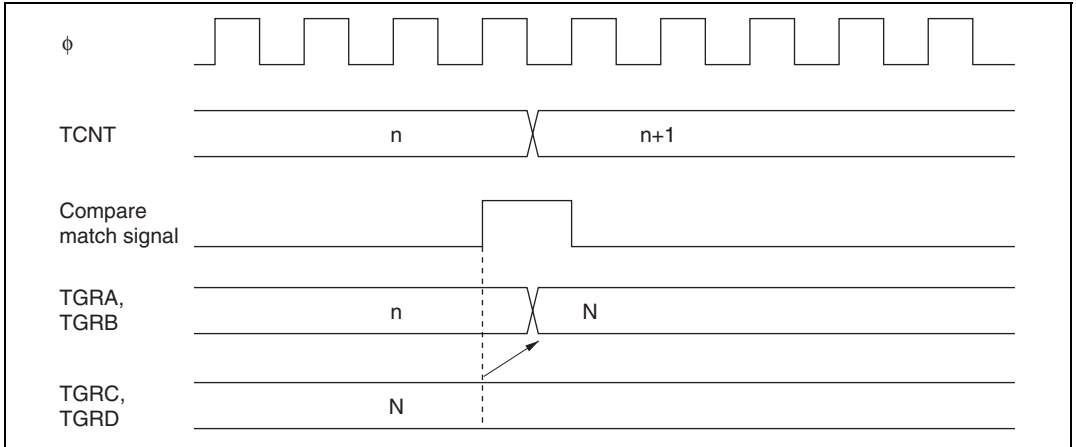 ϕ
TCNT
n
n+1
Compare
match signal
TGRA,
TGRB
n
N
TGRC,
TGRD
N